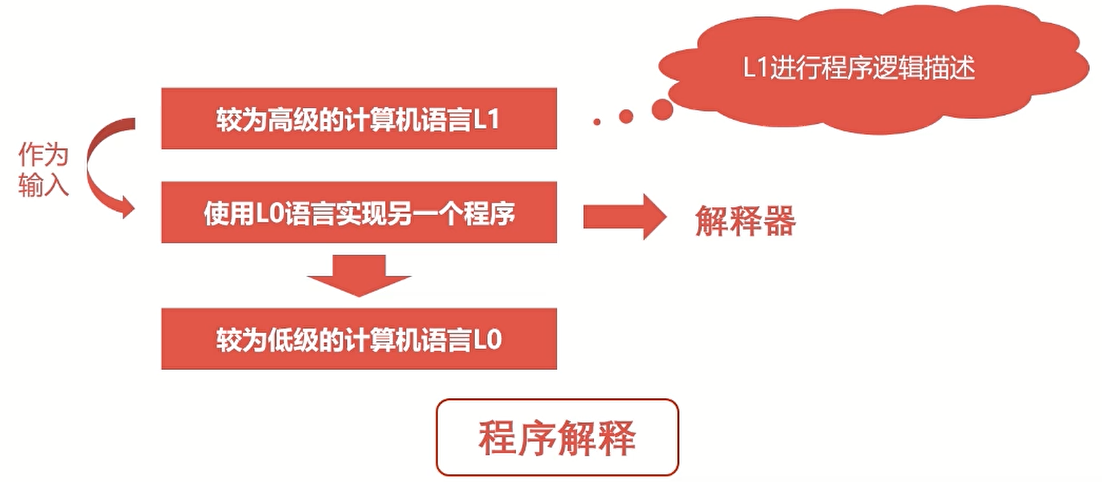 L1进行程序逻辑描述
较为高级的计算机语言L1
作为
输入
使用L0语言实现另一个程序
解释器
较为低级的计算机语言L0
程序解释